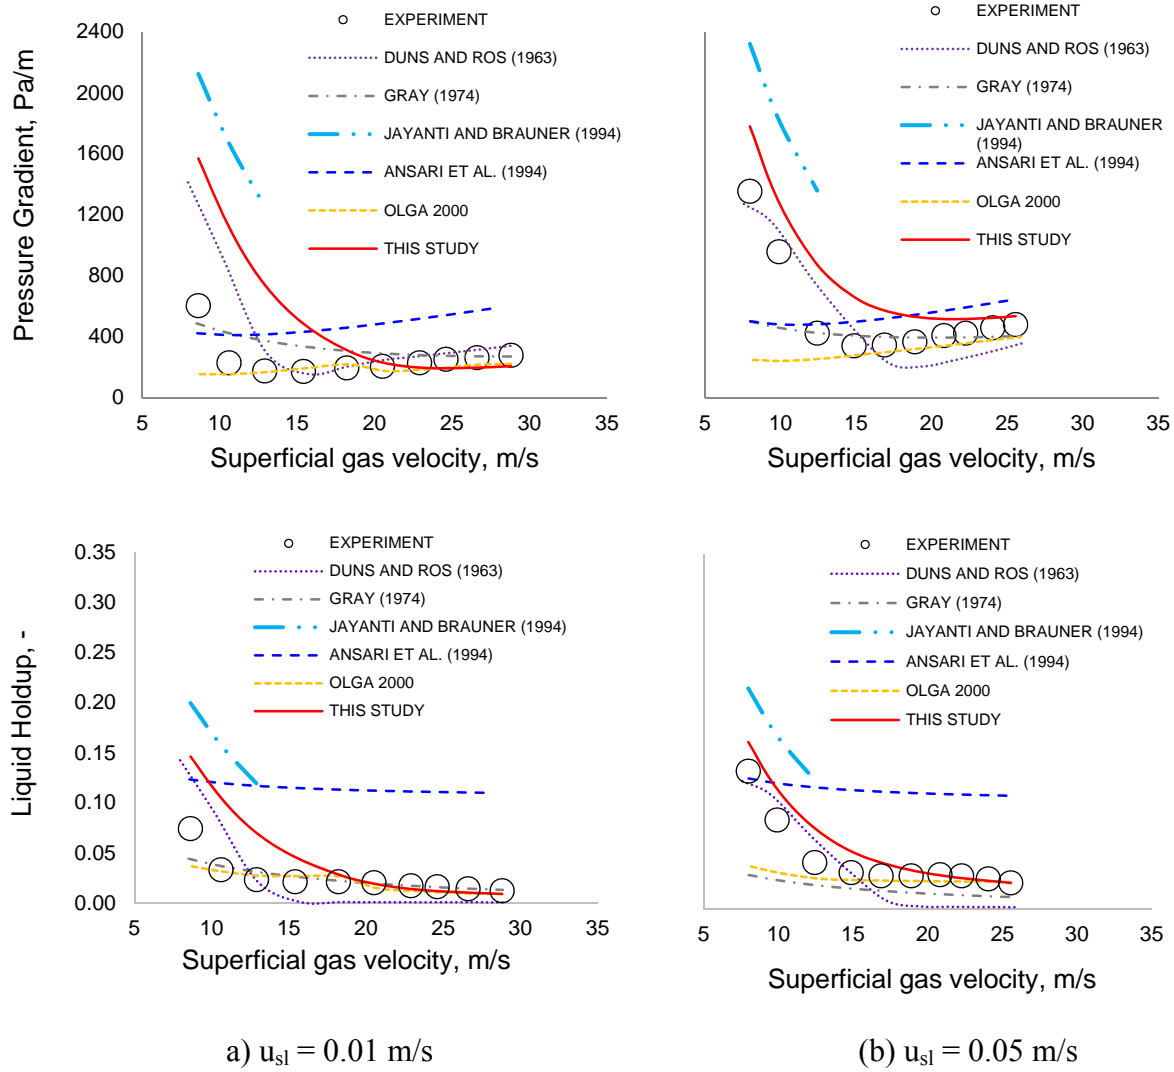 EXPERIMENT
DUNS AND ROS (1963)
GRAY (1974)
JAYANTI AND BRAUNER (1994)
ANSARI ET AL. (1994)
OLGA 2000
THIS STUDY
Pressure Gradient, Pa/m
2400
2000
1600
1200
800
400
0
5 10 15 20 25 30 35
Superficial gas velocity, m/s
EXPERIMENT
DUNS AND ROS (1963)
GRAY (1974)
JAYANTI AND BRAUNER
(1994)
ANSARI ET AL. (1994)
OLGA 2000
THIS STUDY
5 10 15 20 25 30 35
Superficial gas velocity, m/s
EXPERIMENT
DUNS AND ROS (1963)
GRAY (1974)
JAYANTI AND BRAUNER (1994)
ANSARI ET AL. (1994)
OLGA 2000
THIS STUDY
Liquid Holdup, -
0.35
0.30
0.25
0.20
0.15
0.10
0.05
0.00
5 10 15 20 25 30 35
Superficial gas velocity, m/s
EXPERIMENT
DUNS AND ROS (1963)
GRAY (1974)
JAYANTI AND BRAUNER (1994)
ANSARI ET AL. (1994)
OLGA 2000
THIS STUDY
5 10 15 20 25 30 35
Superficial gas velocity, m/s
a) usl = 0.01 m/s
(b) usl = 0.05 m/s